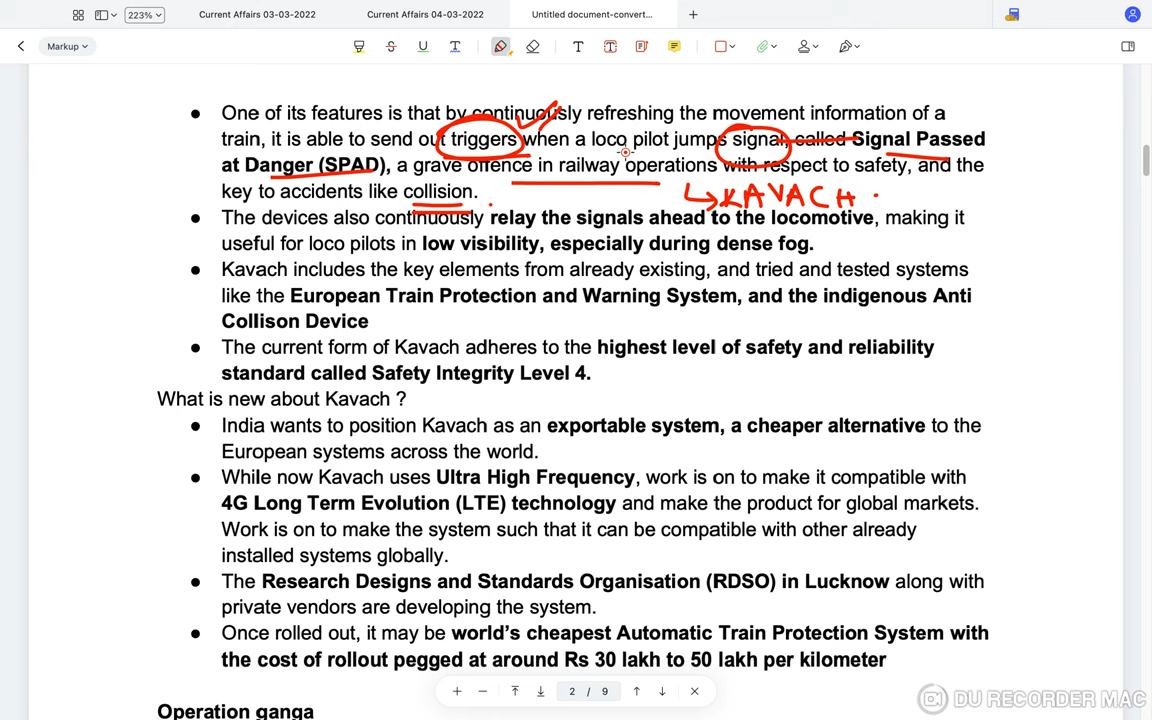 223%
Current Affairs 03-03-2022
Current Affairs 04-03-2022
Untitled document-convert...
Markup
One of its features is that by continuously refreshing the movement information of a
train, it is able to send out triggers when a loco pilot jumps signal, called Signal Passed
at Danger (SPAD), a grave offence in railway operations with respect to safety, and the
key to accidents like collision.
KAVACH
The devices also continuously relay the signals ahead to the locomotive, making it
useful for loco pilots in low visibility, especially during dense fog.
Kavach includes the key elements from already existing, and tried and tested systems
like the European Train Protection and Warning System, and the indigenous Anti
Collison Device
The current form of Kavach adheres to the highest level of safety and reliability
standard called Safety Integrity Level 4.
What is new about Kavach ?
India wants to position Kavach as an exportable system, a cheaper alternative to the
European systems across the world.
While now Kavach uses Ultra High Frequency, work is on to make it compatible with
4G Long Term Evolution (LTE) technology and make the product for global markets.
Work is on to make the system such that it can be compatible with other already
installed systems globally.
The Research Designs and Standards Organisation (RDSO) in Lucknow along with
private vendors are developing the system.
Once rolled out, it may be world's cheapest Automatic Train Protection System with
the cost of rollout pegged at around Rs 30 lakh to 50 lakh per kilometer
2 / 9
DU RECORDER MAC
Operation ganga